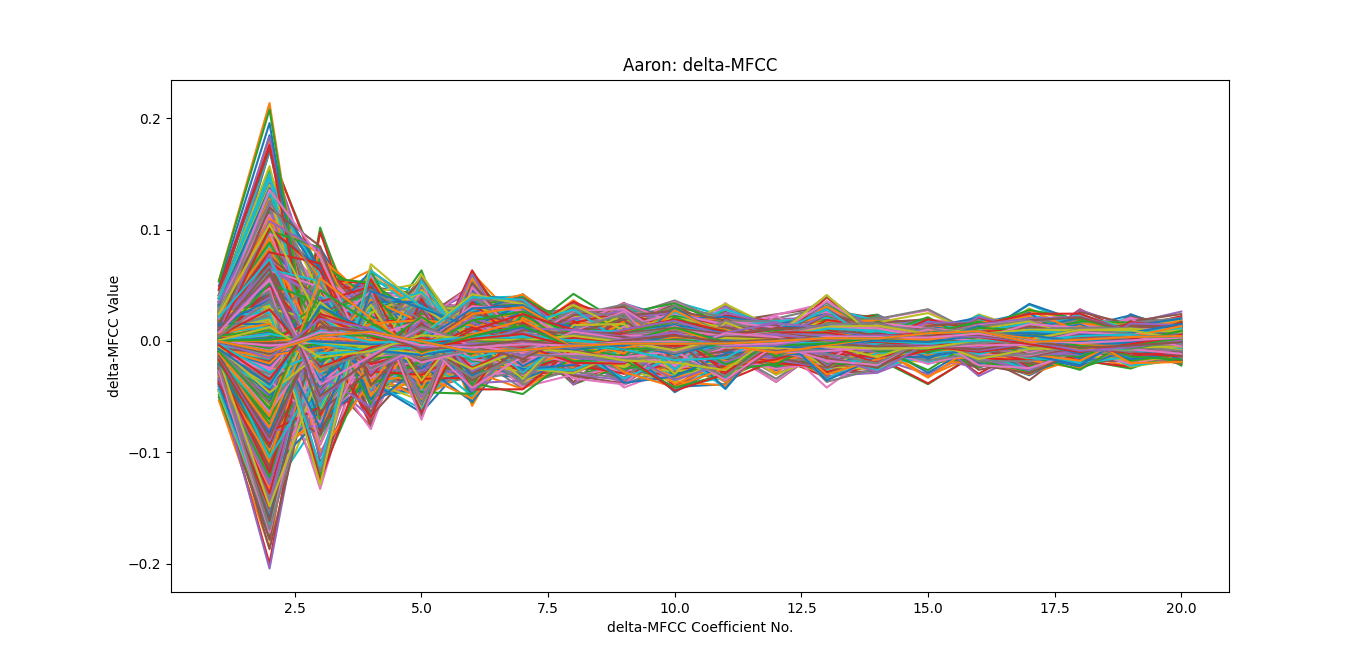 Aaron: delta-MFCC
0.2
0.1
0.0
−0.1
−0.2
delta-MFCC Value
2.5 5.0 7.5 10.0 12.5 15.0 17.5 20.0
delta-MFCC Coefficient No.